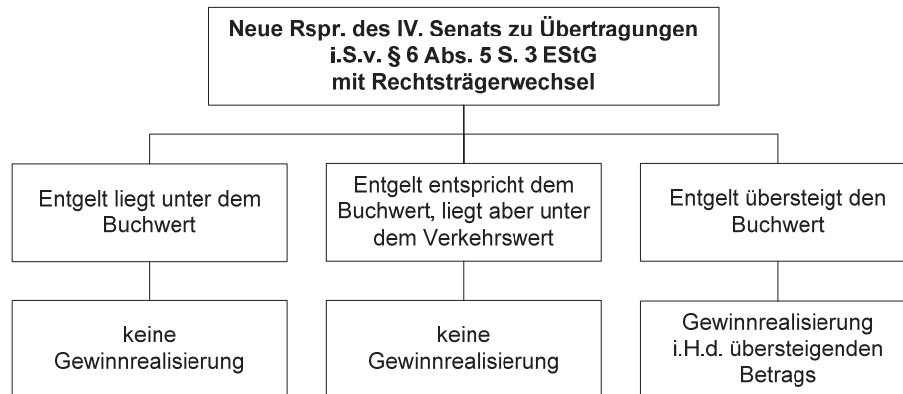 Neue Rspr. des IV. Senats zu Übertragungen
i.S.v. § 6 Abs. 5 S. 3 EStG
mit Rechtsträgerwechsel
Entgelt liegt unter dem
Buchwert
Entgelt entspricht dem
Buchwert, liegt aber unter
dem Verkehrswert
Entgelt übersteigt den
Buchwert
keine
Gewinnrealisierung
keine
Gewinnrealisierung
Gewinnrealisierung
i.H.d. übersteigenden
Betrags